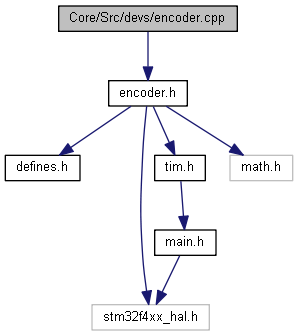 Core/Src/devs/encoder.cpp
encoder.h
defines.h
tim.h
math.h
main.h
stm32f4xx_hal.h